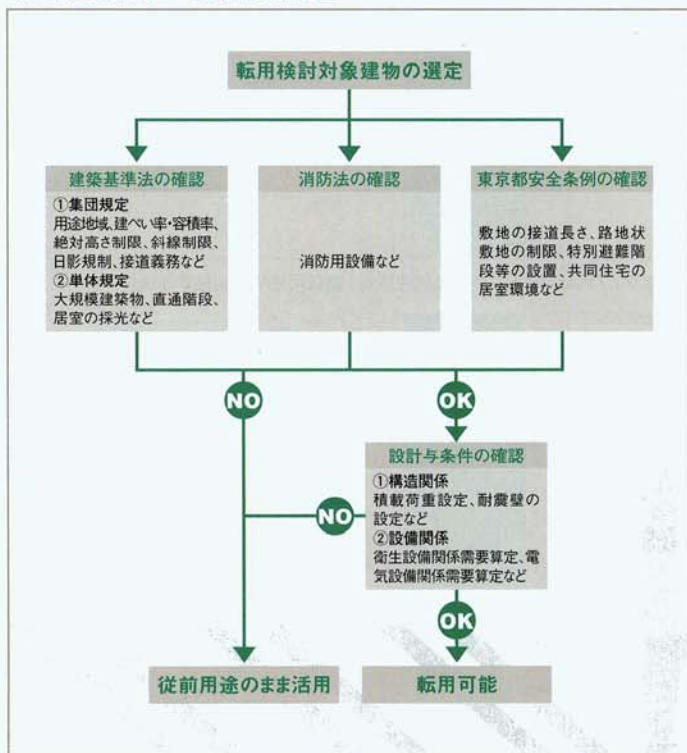 転用検討対象建物の選定
建築基準法の確認
①集団規定
用途地域、建ぺい率・容積率、
絶対高さ制限、斜線制限、
日影規制、接道義務など
②単体規定
大規模建築物、直通階段、
居室の採光など
消防法の確認
消防用設備など
東京都安全条例の確認
敷地の接道長さ、路地状
敷地の制限、特別避難階
段等の設置、共同住宅の
居室環境など
NO
OK
設計与条件の確認
①構造関係
積載荷重設定、耐震壁の
設定など
②設備関係
衛生設備関係需要算定、電
気設備関係需要算定など
NO
OK
従前用途のまま活用
転用可能